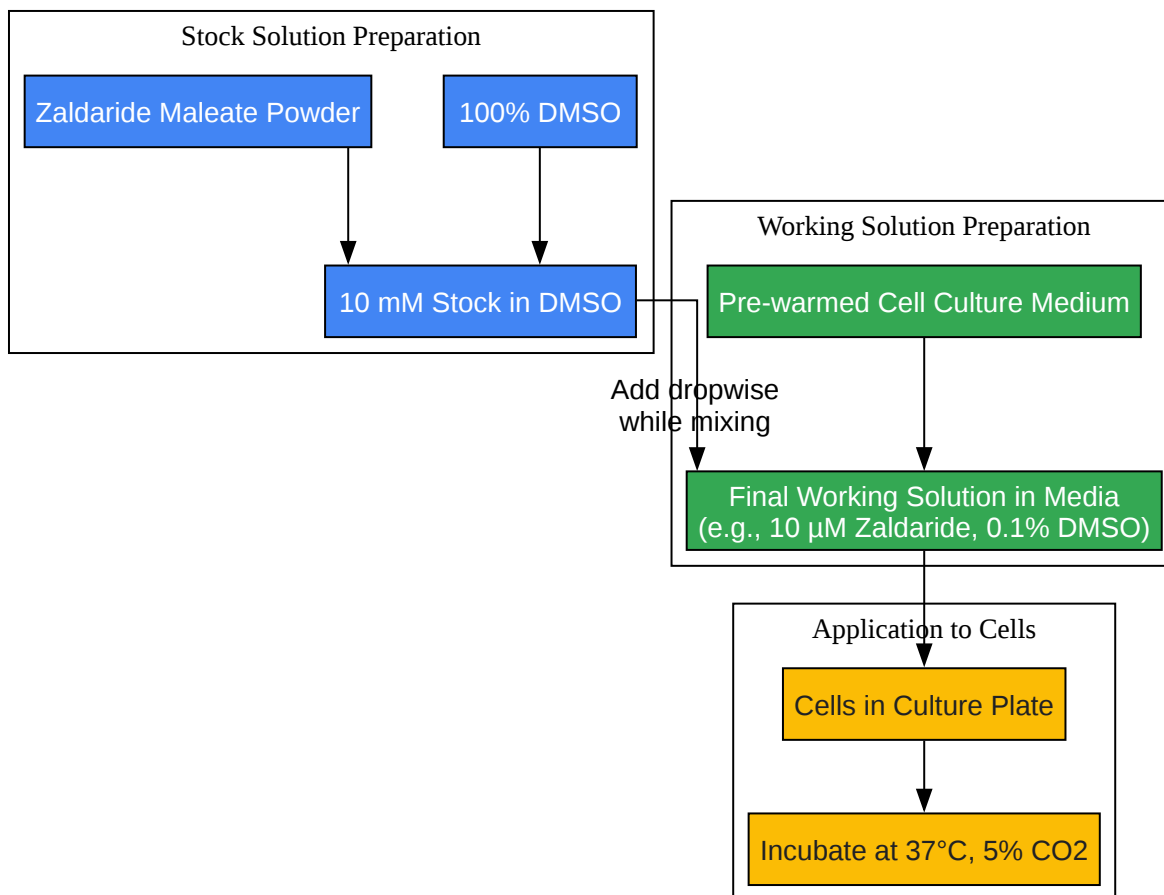 Stock Solution Preparation
Zaldaride Maleate Powder
100% DMSO
10 mM Stock in DMSO
Working Solution Preparation
Pre-warmed Cell Culture Medium
Add dropwise
while mixing
Final Working Solution in Media
(e.g., 10 µM Zaldaride, 0.1% DMSO)
Application to Cells
Cells in Culture Plate
Incubate at 37°C, 5% CO2